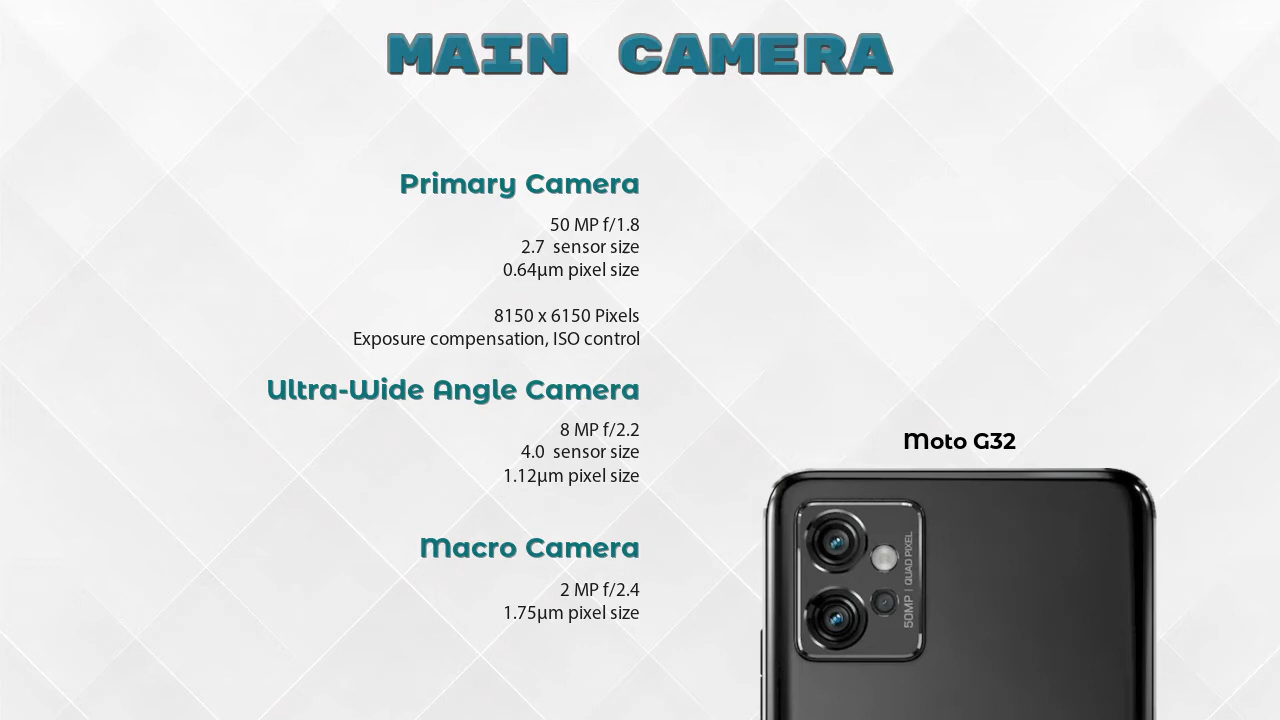 MAIN CAMERA
Primary Camera
50 MP f/1.8
2.7 sensor size
0.64µm pixel size
8150 x 6150 Pixels
Exposure compensation, ISO control
Ultra-Wide Angle Camera
8 MP f/2.2
4.0 sensor size
1.12µm pixel size
Macro Camera
2 MP f/2.4
1.75µm pixel size
Moto G32
50MP | QUAD PIXEL